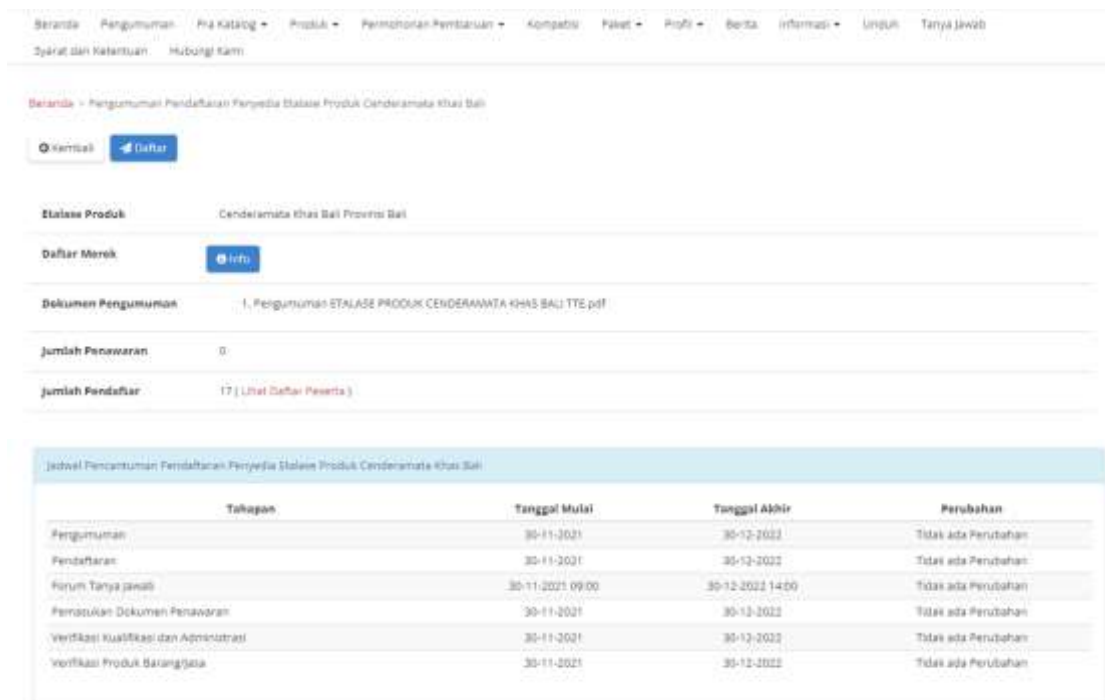 Beranda Pengumuman Pra Katalog Produk Permohonan Pembaruan Kompetisi Paket Profil Berita Informasi Unduh Tanya Jawab
Syarat dan Ketentuan Hubungi Kami
Beranda > Pengumuman Pendaftaran Penyedia Etalase Produk Cenderamata Khas Bali
Kembali Daftar
Etalase Produk Cenderamata Khas Bali Provinsi Bali
Daftar Merek Info
Dokumen Pengumuman 1. Pengumuman ETALASE PRODUK CENDERAMATA KHAS BALI TTE.pdf
Jumlah Penawaran 0
Jumlah Pendaftar 17 ( Lihat Daftar Peserta )
Jadwal Pencantuman Pendaftaran Penyedia Etalase Produk Cenderamata Khas Bali
Tahapan Tanggal Mulai Tanggal Akhir Perubahan
Pengumuman 30-11-2021 30-12-2022 Tidak ada Perubahan
Pendaftaran 30-11-2021 30-12-2022 Tidak ada Perubahan
Forum Tanya Jawab 30-11-2021 09:00 30-12-2022 14:00 Tidak ada Perubahan
Pemasukan Dokumen Penawaran 30-11-2021 30-12-2022 Tidak ada Perubahan
Verifikasi Kualifikasi dan Administrasi 30-11-2021 30-12-2022 Tidak ada Perubahan
Verifikasi Produk Barang/Jasa 30-11-2021 30-12-2022 Tidak ada Perubahan